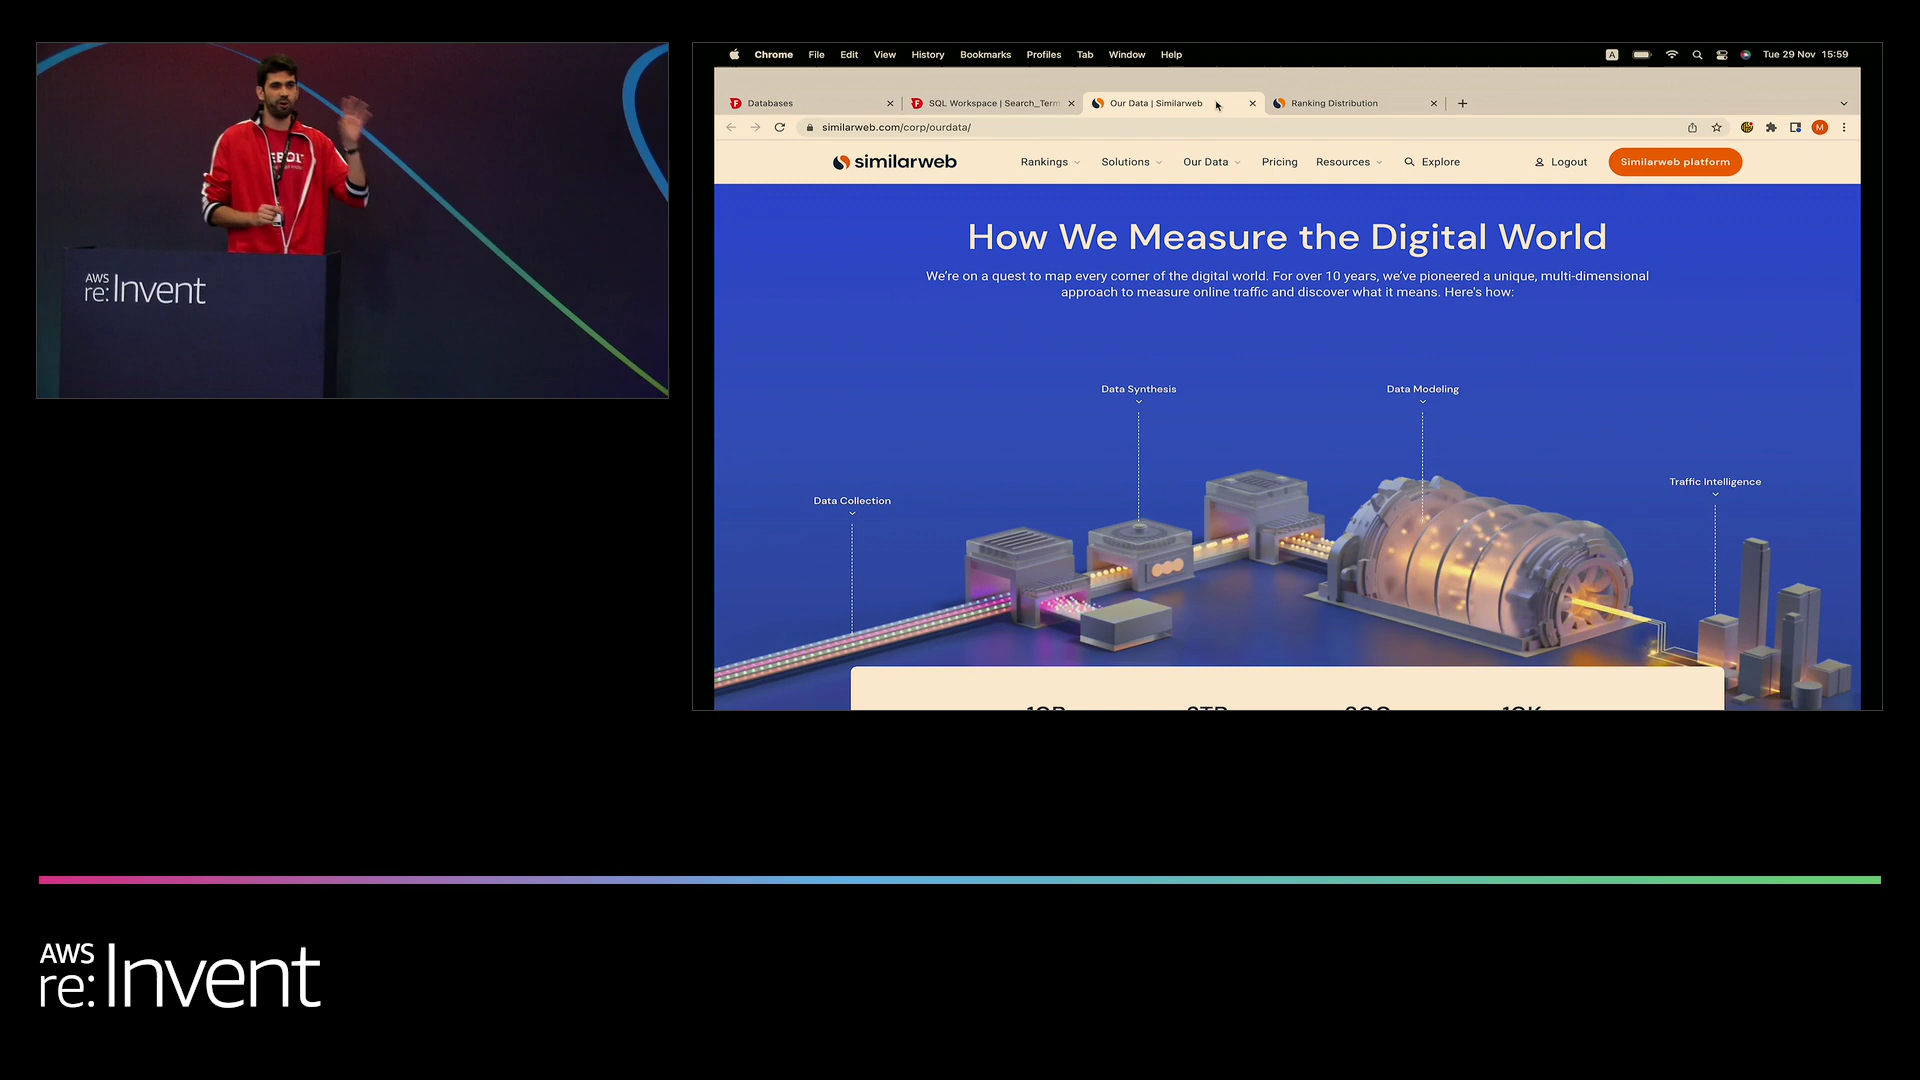 AWS
re:Invent
Chrome File Edit View History Bookmarks Profiles Tab Window Help
A Tue 29 Nov 15:59
Databases
SQL Workspace | Search_Term
Our Data | Similarweb
Ranking Distribution
similarweb.com/corp/ourdata/
M
similarweb
Rankings Solutions Our Data Pricing Resources Explore
Logout
Similarweb platform
How We Measure the Digital World
We're on a quest to map every corner of the digital world. For over 10 years, we've pioneered a unique, multi-dimensional
approach to measure online traffic and discover what it means. Here's how:
Data Synthesis
Data Modeling
Traffic Intelligence
Data Collection
AWS
re:Invent